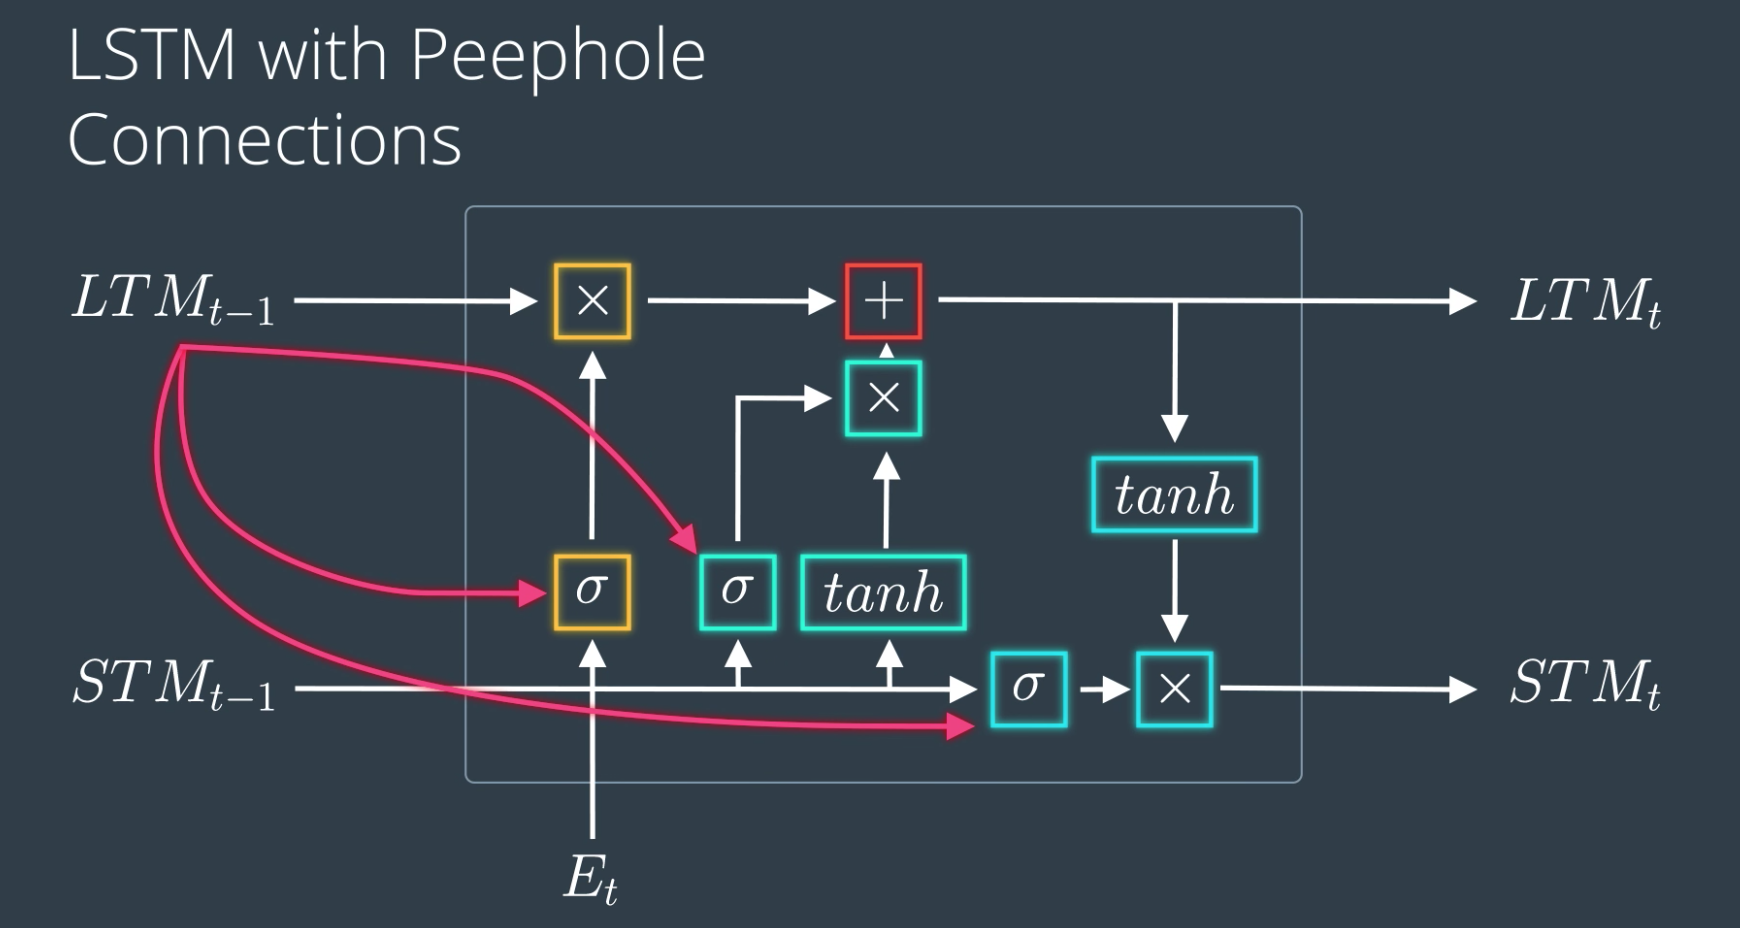 LSTM with Peephole
Connections
LTM_{t-1}
×
+
LTM_t
×
tanh
σ
σ
tanh
STM_{t-1}
σ
×
STM_t
E_t